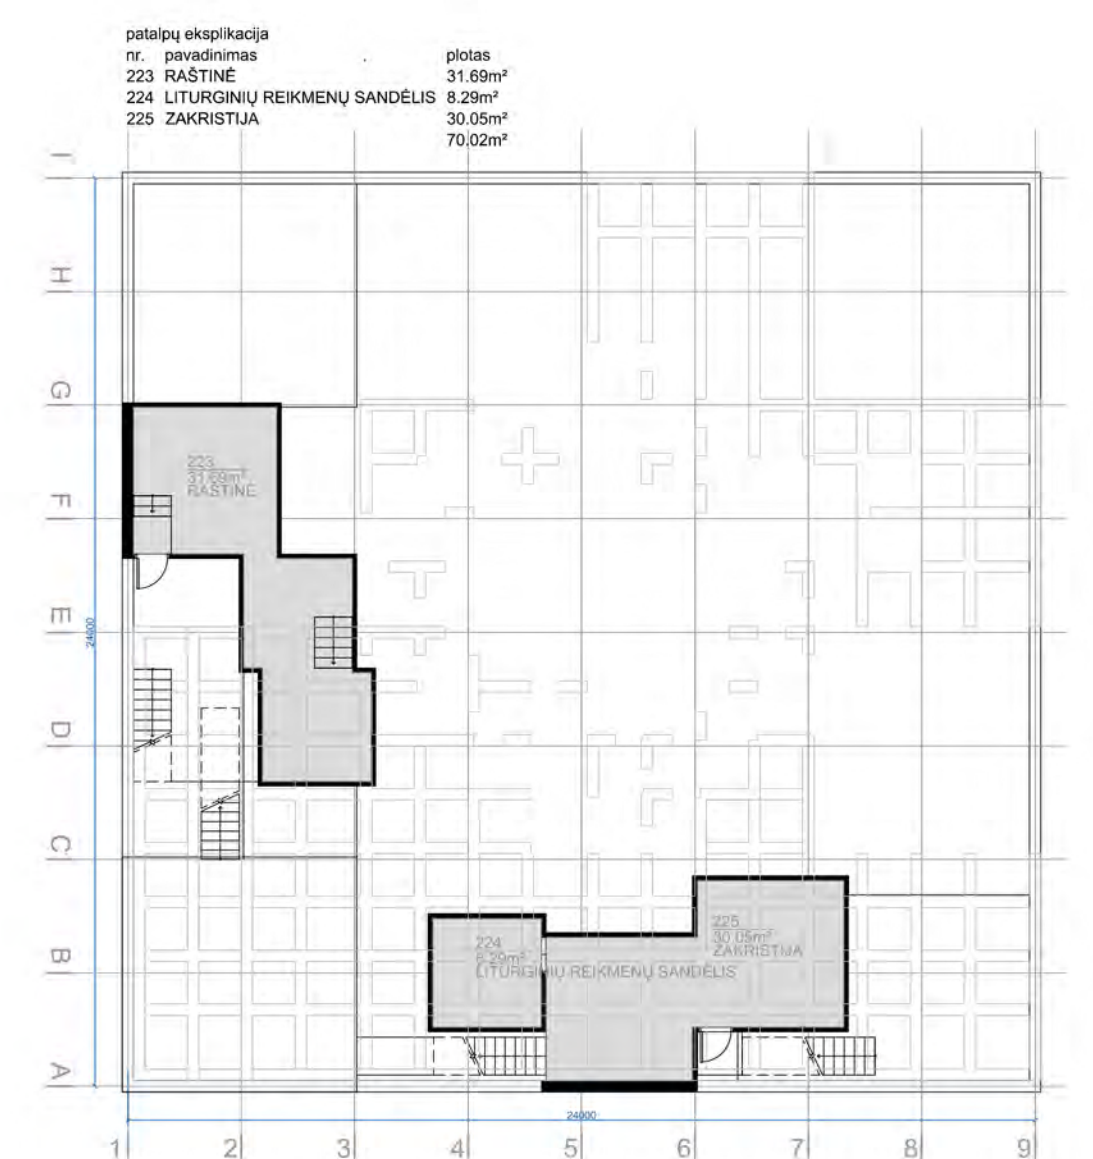 patalpų eksplikacija
nr. pavadinimas . plotas
223 RAŠTINĖ 31.69m²
224 LITURGINIŲ REIKMENŲ SANDĖLIS 8.29m²
225 ZAKRISTIJA 30.05m²
70.02m²
I
H
G
F
E
D
C
B
A
24000
223
31.69m²
RAŠTINĖ
225
30.05m²
ZAKRISTIJA
224
8.29m²
LITURGINIŲ REIKMENŲ SANDĖLIS
24000
1 2 3 4 5 6 7 8 9